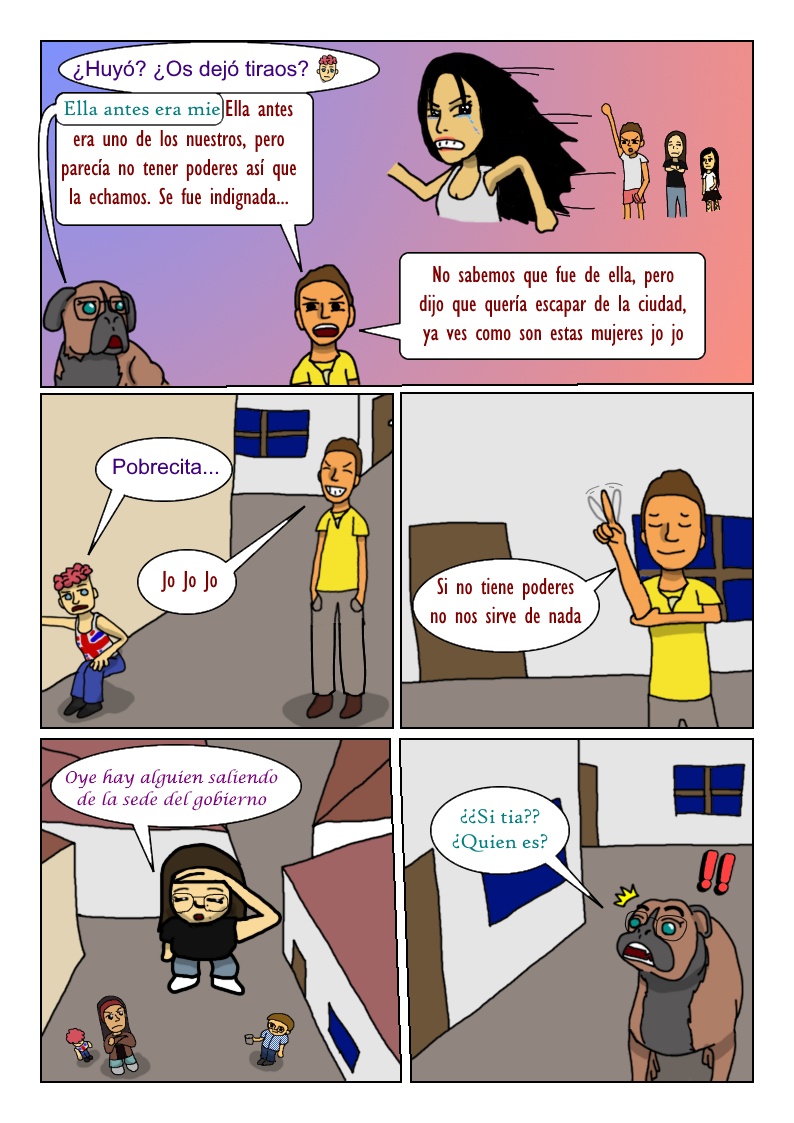 ¿Huyó? ¿Os dejó tiraos?
Ella antes era mie
Ella antes
era uno de los nuestros, pero
parecía no tener poderes así que
la echamos. Se fue indignada...
No sabemos que fue de ella, pero
dijo que quería escapar de la ciudad,
ya ves como son estas mujeres jo jo
Pobrecita...
Jo Jo Jo
Si no tiene poderes
no nos sirve de nada
Oye hay alguien saliendo
de la sede del gobierno
¿¿Si tia??
¿Quien es?
!!